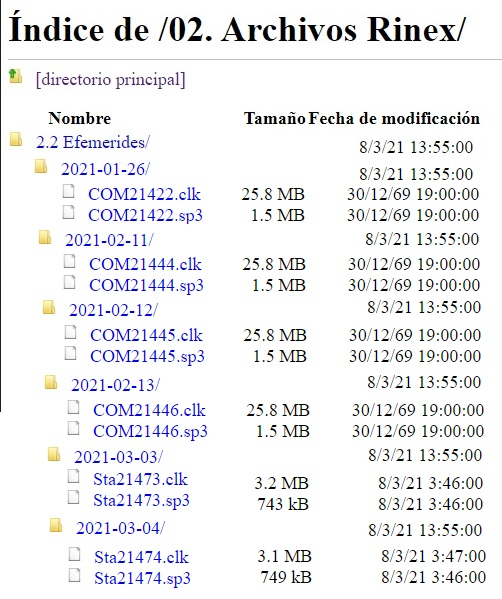 Índice de /02. Archivos Rinex/
[directorio principal]
Nombre Tamaño Fecha de modificación
2.2 Efemerides/ 8/3/21 13:55:00
2021-01-26/ 8/3/21 13:55:00
COM21422.clk 25.8 MB 30/12/69 19:00:00
COM21422.sp3 1.5 MB 30/12/69 19:00:00
2021-02-11/ 8/3/21 13:55:00
COM21444.clk 25.8 MB 30/12/69 19:00:00
COM21444.sp3 1.5 MB 30/12/69 19:00:00
2021-02-12/ 8/3/21 13:55:00
COM21445.clk 25.8 MB 30/12/69 19:00:00
COM21445.sp3 1.5 MB 30/12/69 19:00:00
2021-02-13/ 8/3/21 13:55:00
COM21446.clk 25.8 MB 30/12/69 19:00:00
COM21446.sp3 1.5 MB 30/12/69 19:00:00
2021-03-03/ 8/3/21 13:55:00
Sta21473.clk 3.2 MB 8/3/21 3:46:00
Sta21473.sp3 743 kB 8/3/21 3:46:00
2021-03-04/ 8/3/21 13:55:00
Sta21474.clk 3.1 MB 8/3/21 3:47:00
Sta21474.sp3 749 kB 8/3/21 3:46:00